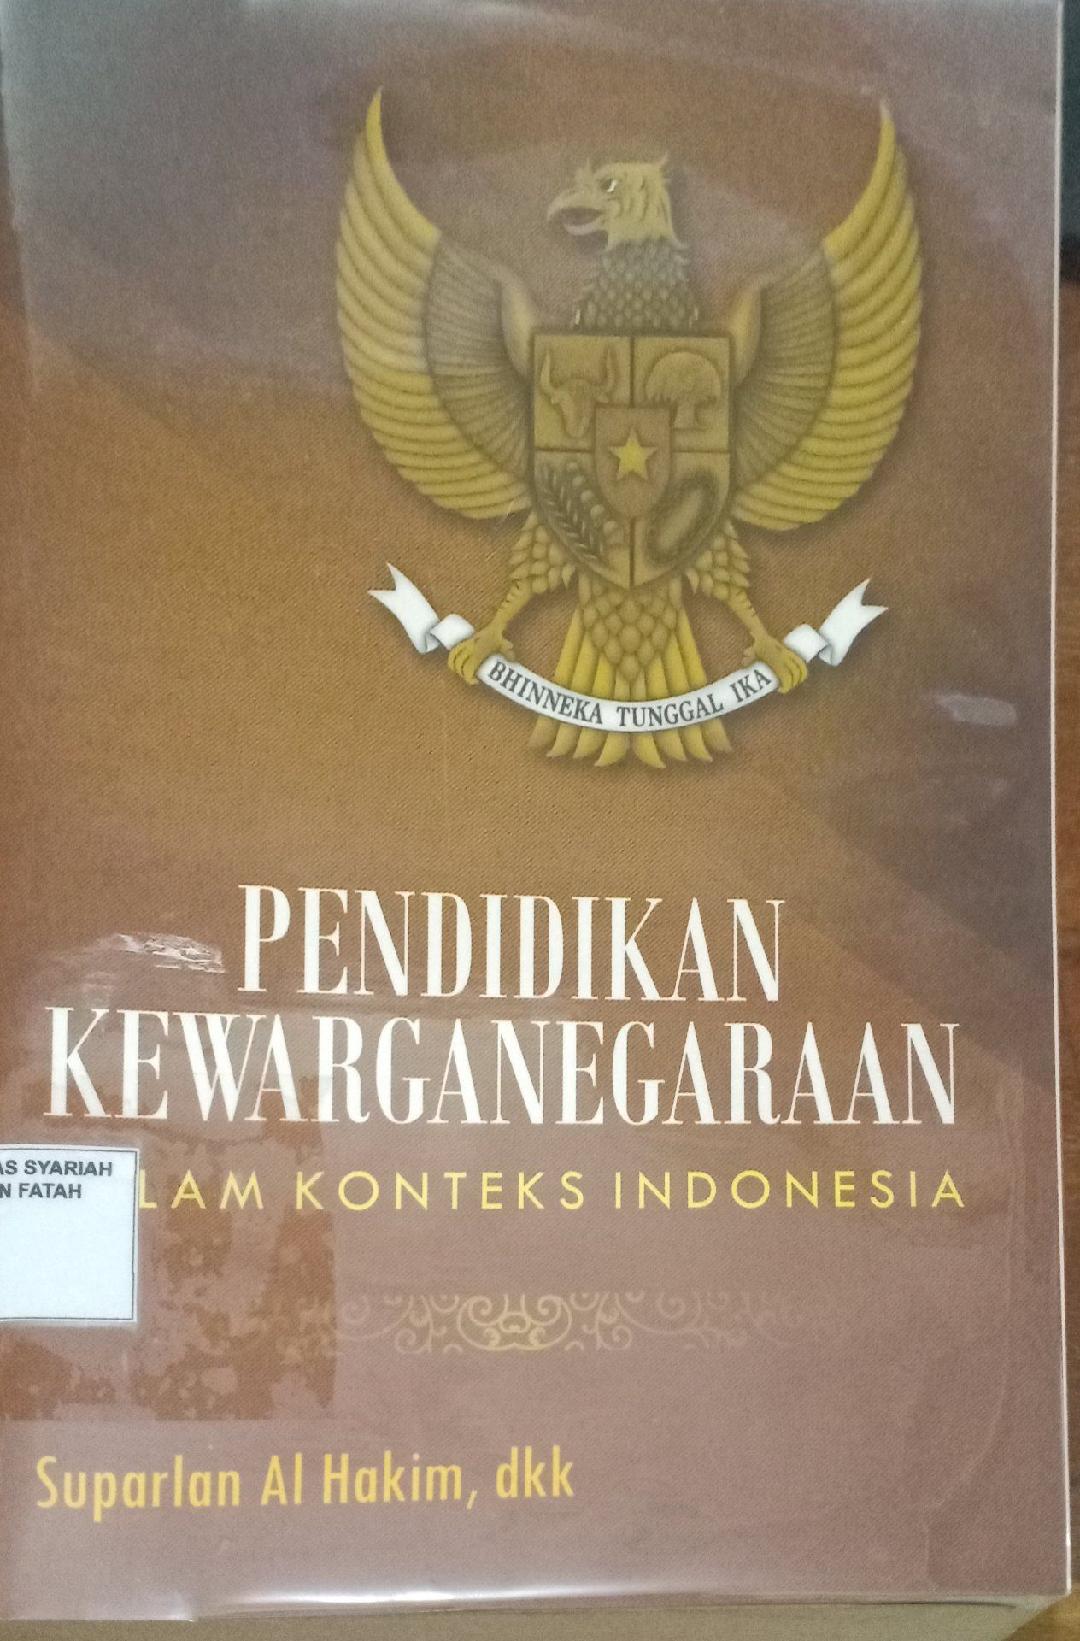 BHINNEKA TUNGGAL IKA
PENDIDIKAN
KEWARGANEGARAAN
LAM KONTEKS INDONESIA
AS SYARIAH
N FATAH
Suparlan Al Hakim, dkk